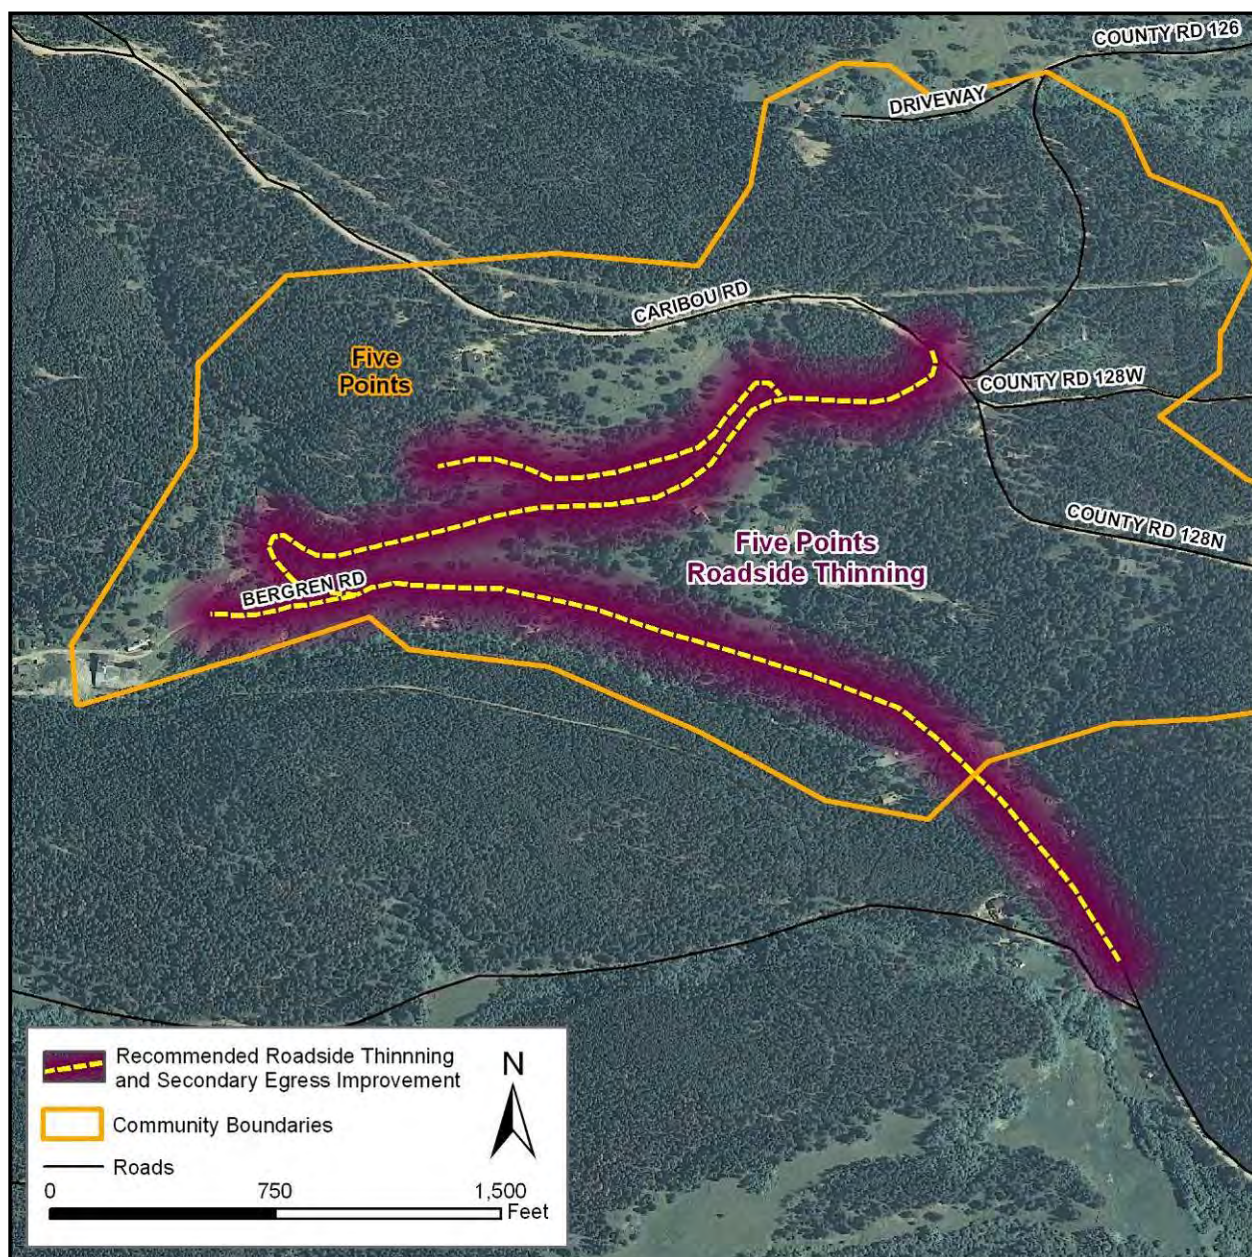 COUNTY RD 126
DRIVEWAY
CARIBOU RD
Five
Points
COUNTY RD 128W
COUNTY RD 128N
Five Points
Roadside Thinning
BERGREN RD
Recommended Roadside Thinnning
and Secondary Egress Improvement
Community Boundaries
Roads
N
0 750 1,500
Feet